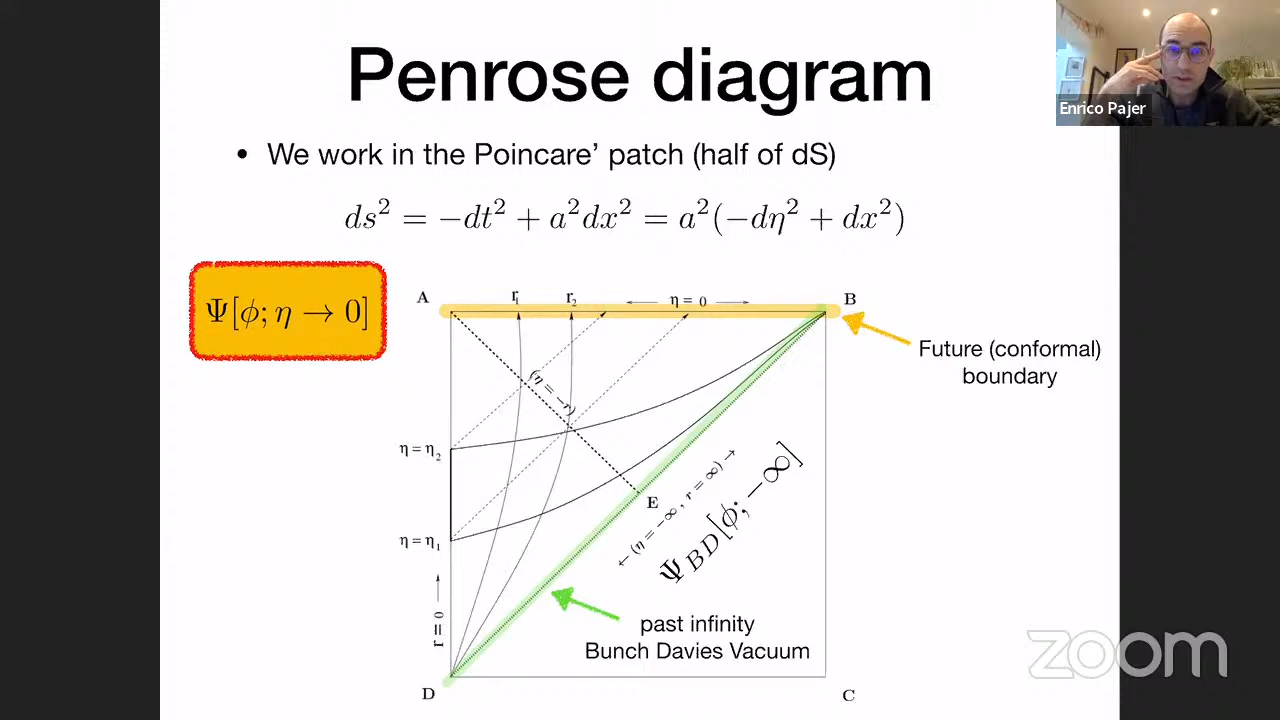 Penrose diagram
Enrico Pajer
• We work in the Poincare’ patch (half of dS)
ds² = −dt² + a²dx² = a²(−dη² + dx²)
Ψ[ϕ; η → 0]
A
r₁
r₂
← η = 0 →
B
Future (conformal)
boundary
(η = −r)
η = η₂
E
←(η = −∞ , r = ∞)→
Ψ_BD[ϕ; −∞]
η = η₁
r = 0 →
past infinity
Bunch Davies Vacuum
D
C
zoom